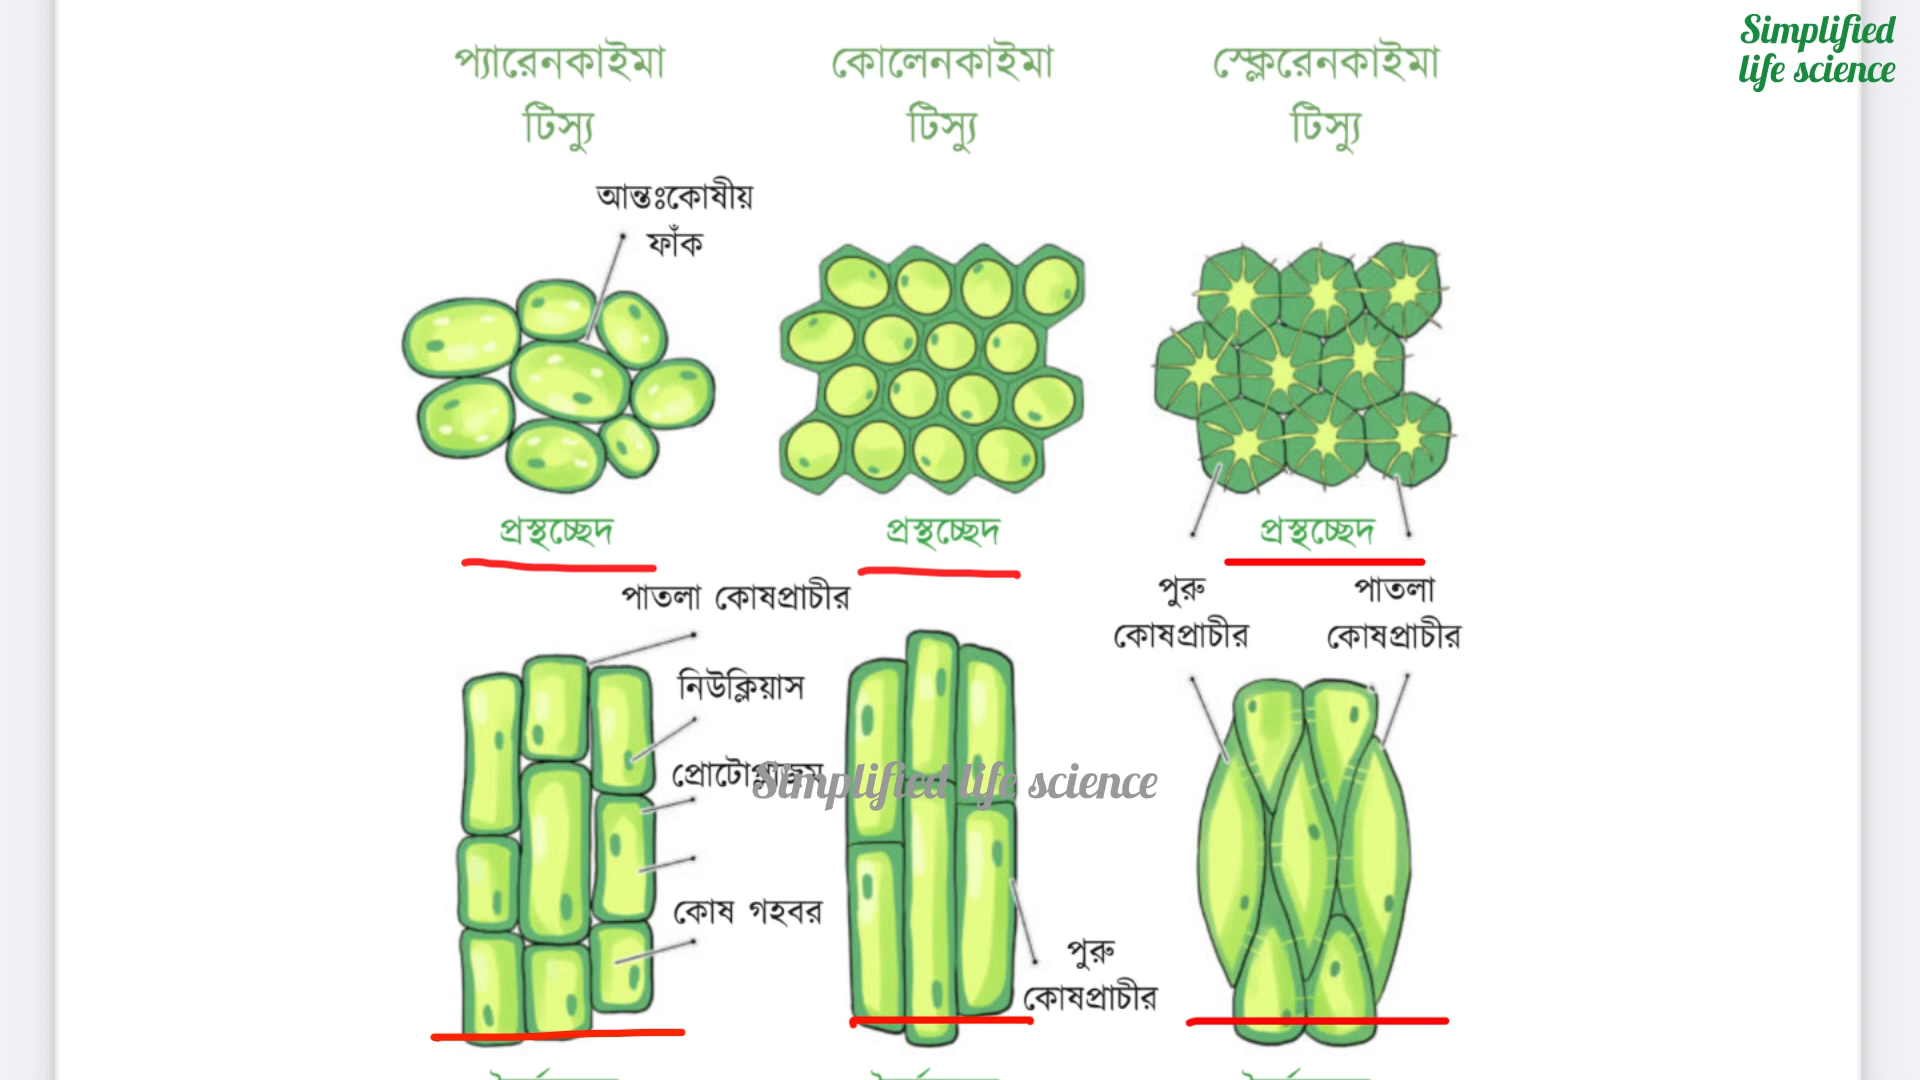 Simplified
life science
প্যারেনকাইমা
টিস্যু
কোলেনকাইমা
টিস্যু
স্ক্লেরেনকাইমা
টিস্যু
আন্তঃকোষীয়
ফাঁক
প্রস্থচ্ছেদ
প্রস্থচ্ছেদ
প্রস্থচ্ছেদ
পাতলা কোষপ্রাচীর
নিউক্লিয়াস
কোষ গহবর
Simplified life science
পুরু
কোষপ্রাচীর
পুরু
কোষপ্রাচীর
পাতলা
কোষপ্রাচীর